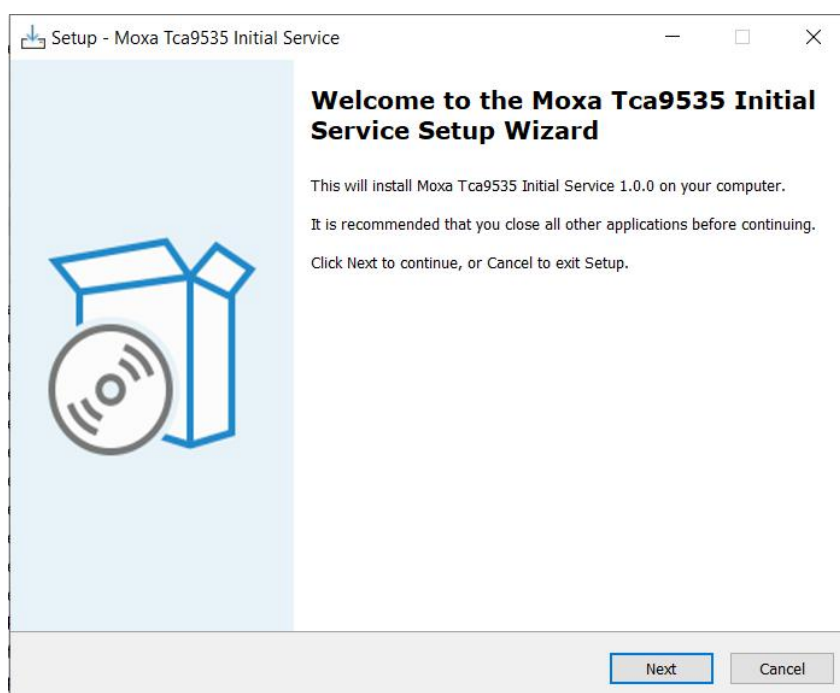 Setup - Moxa Tca9535 Initial Service
Welcome to the Moxa Tca9535 Initial
Service Setup Wizard
This will install Moxa Tca9535 Initial Service 1.0.0 on your computer.
It is recommended that you close all other applications before continuing.
Click Next to continue, or Cancel to exit Setup.
Next
Cancel